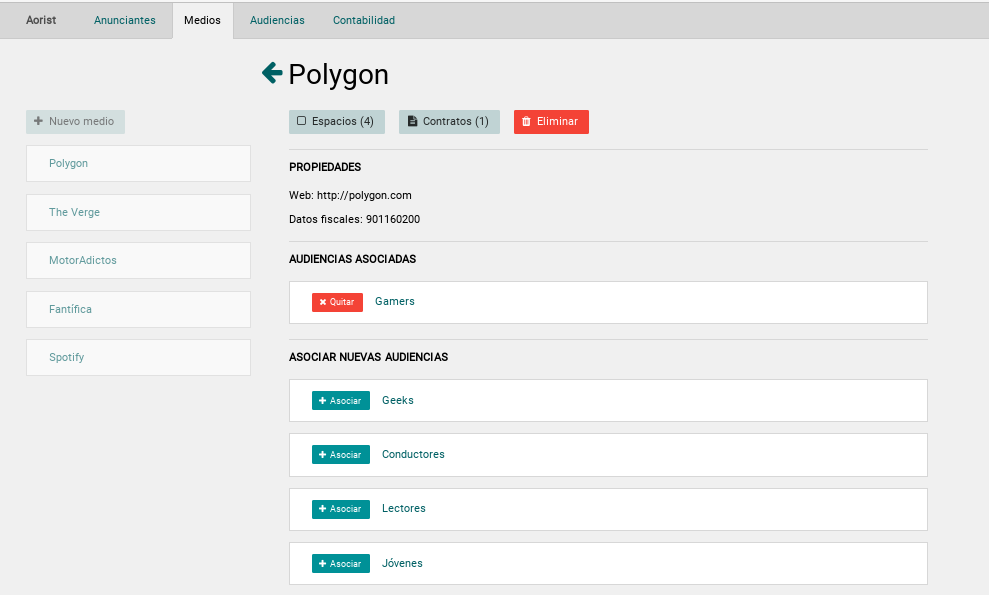 Aorist Anunciantes Medios Audiencias Contabilidad
Polygon
Nuevo medio
Polygon
The Verge
MotorAdictos
Fantífica
Spotify
Espacios (4) Contratos (1) Eliminar
PROPIEDADES
Web: http://polygon.com
Datos fiscales: 901160200
AUDIENCIAS ASOCIADAS
Quitar Gamers
ASOCIAR NUEVAS AUDIENCIAS
Asociar Geeks
Asociar Conductores
Asociar Lectores
Asociar Jóvenes